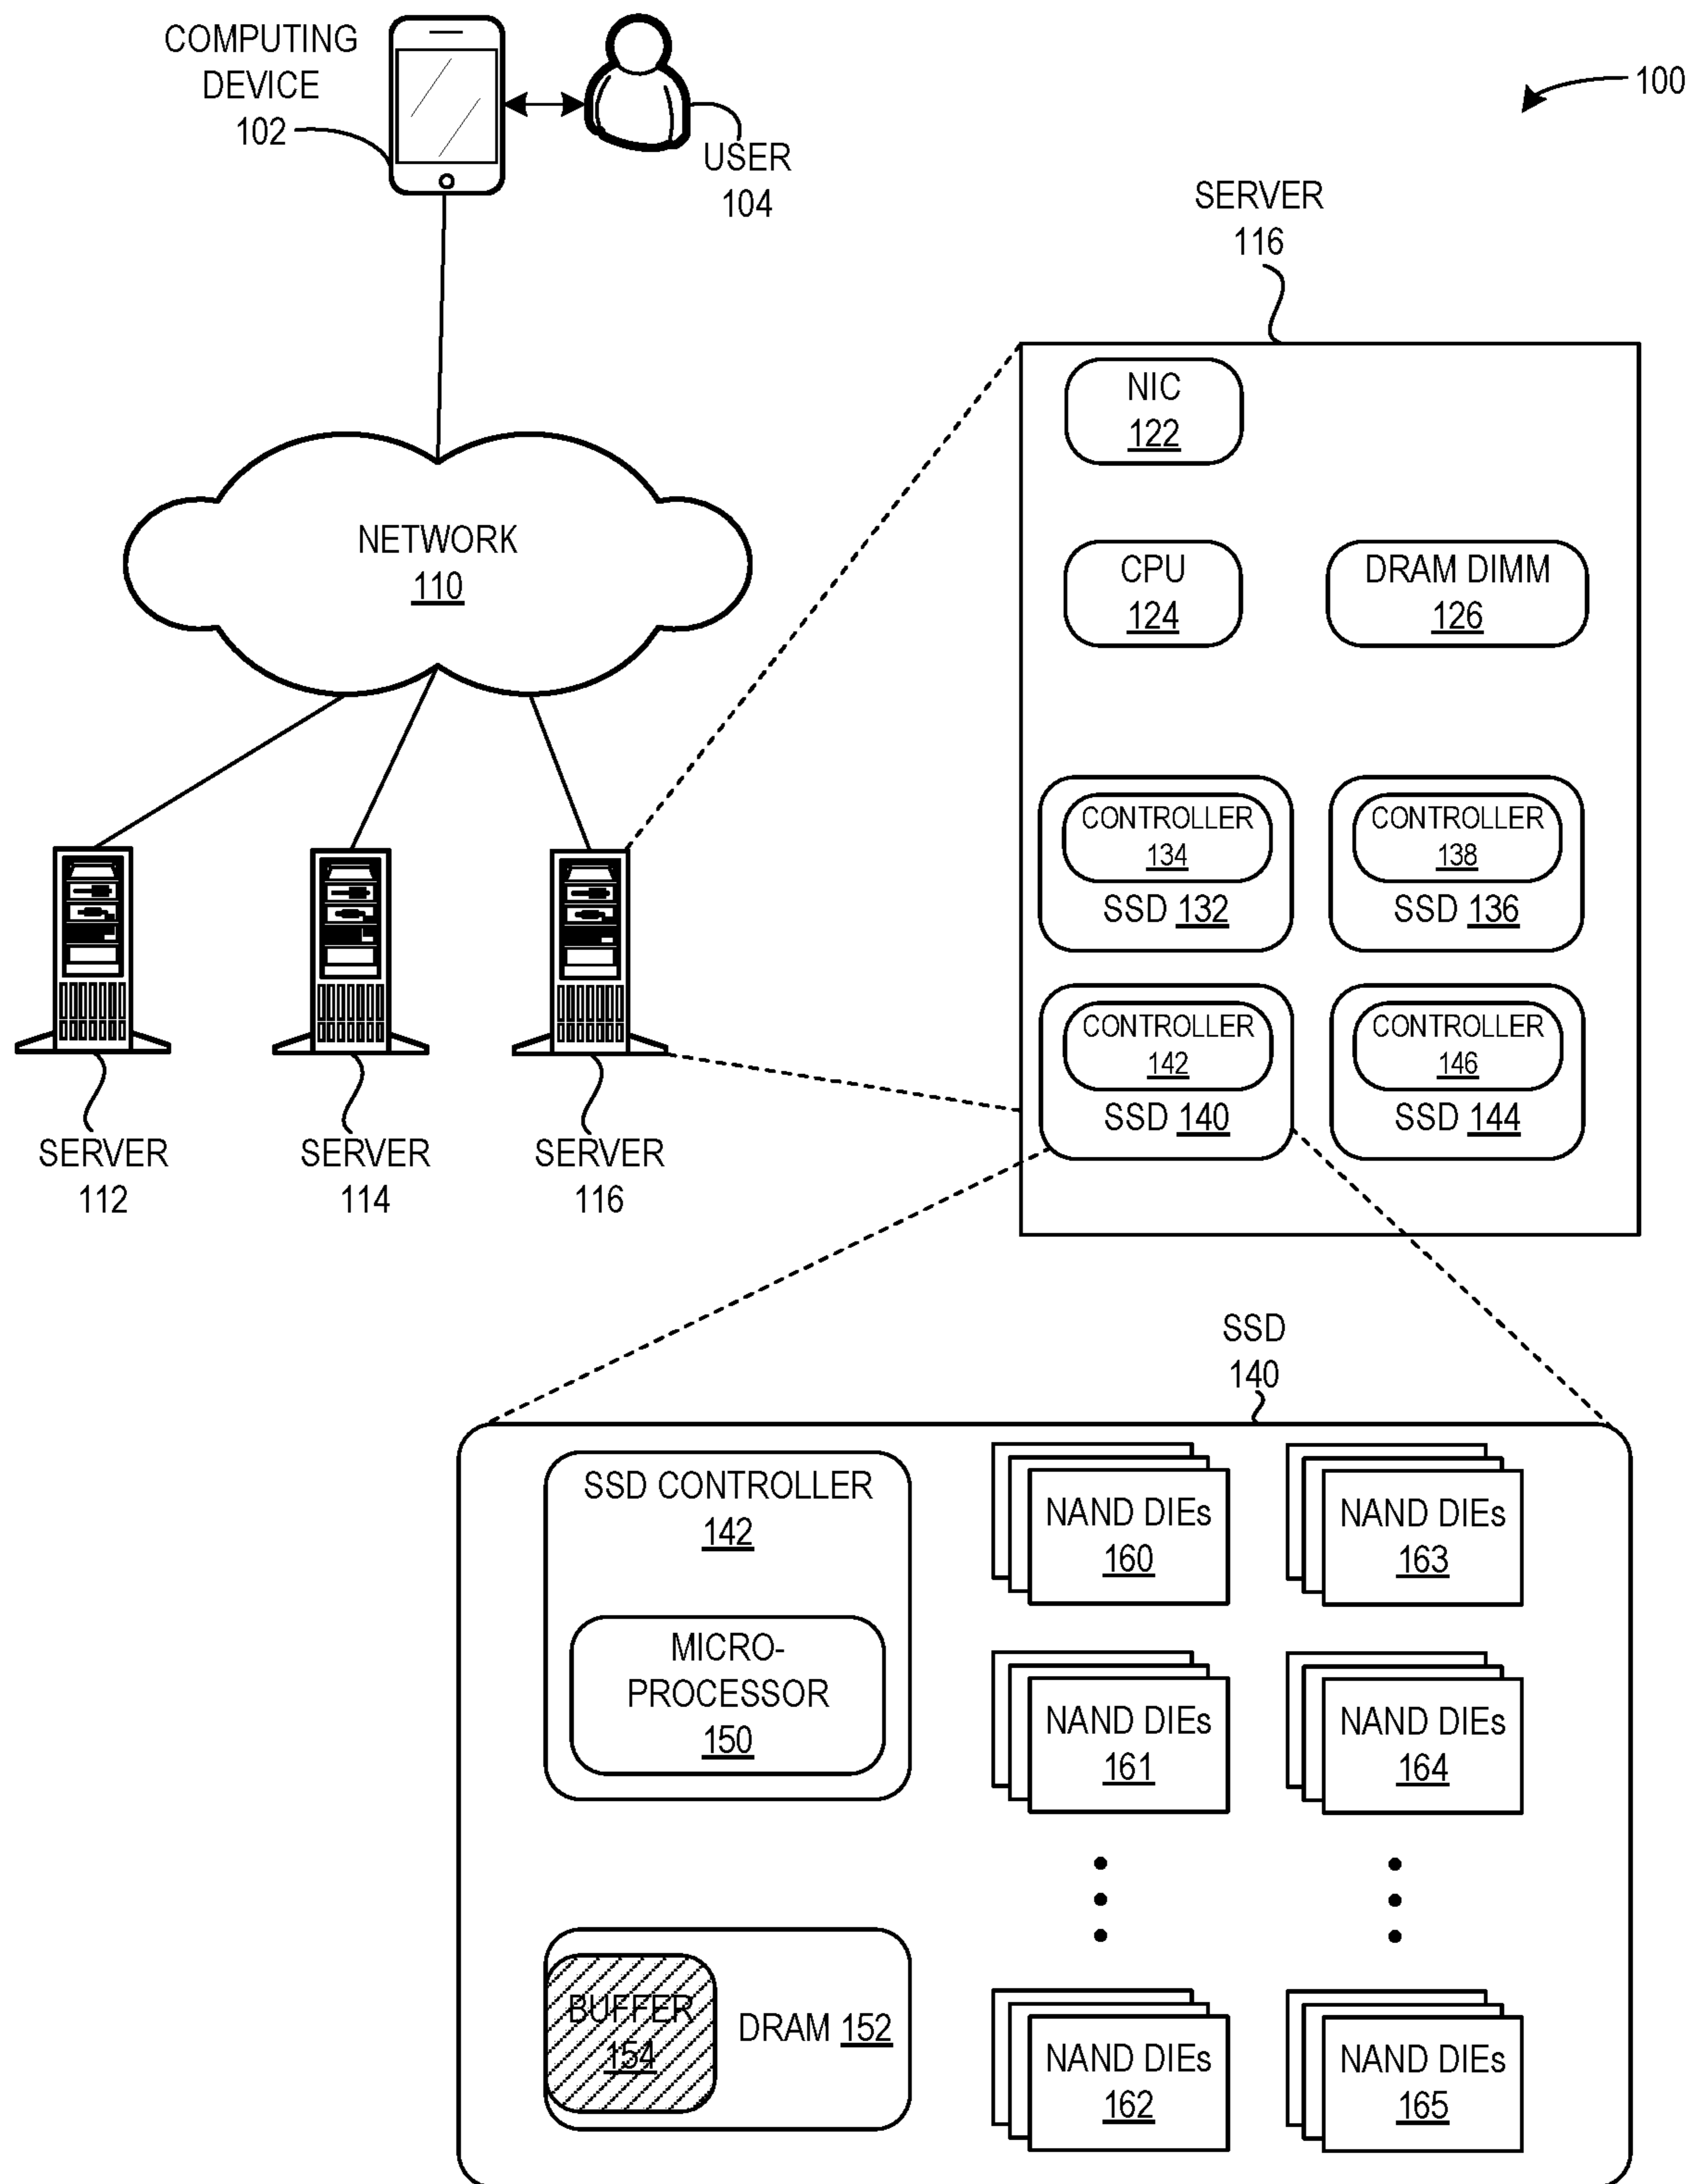 COMPUTING
DEVICE
102
USER
104
100
SERVER
116
NIC
122
NETWORK
110
CPU
124
DRAM DIMM
126
CONTROLLER
134
SSD 132
CONTROLLER
138
SSD 136
CONTROLLER
142
SSD 140
CONTROLLER
146
SSD 144
SERVER
112
SERVER
114
SERVER
116
SSD
140
SSD CONTROLLER
142
MICRO-
PROCESSOR
150
BUFFER
154
DRAM 152
NAND DIEs
160
NAND DIEs
163
NAND DIEs
161
NAND DIEs
164
NAND DIEs
162
NAND DIEs
165